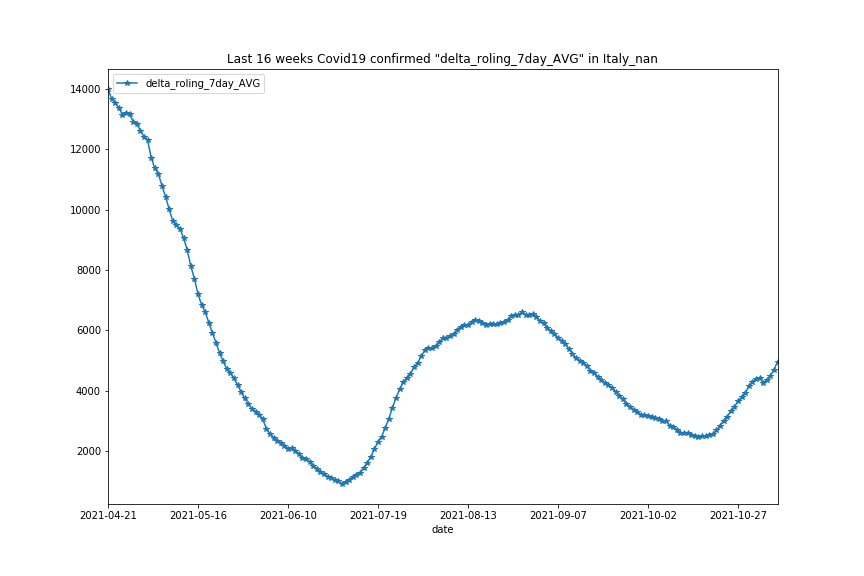 Last 16 weeks Covid19 confirmed "delta_roling_7day_AVG" in Italy_nan
delta_roling_7day_AVG
14000
12000
10000
8000
6000
4000
2000
2021-04-21 2021-05-16 2021-06-10 2021-07-19 2021-08-13 2021-09-07 2021-10-02 2021-10-27
date